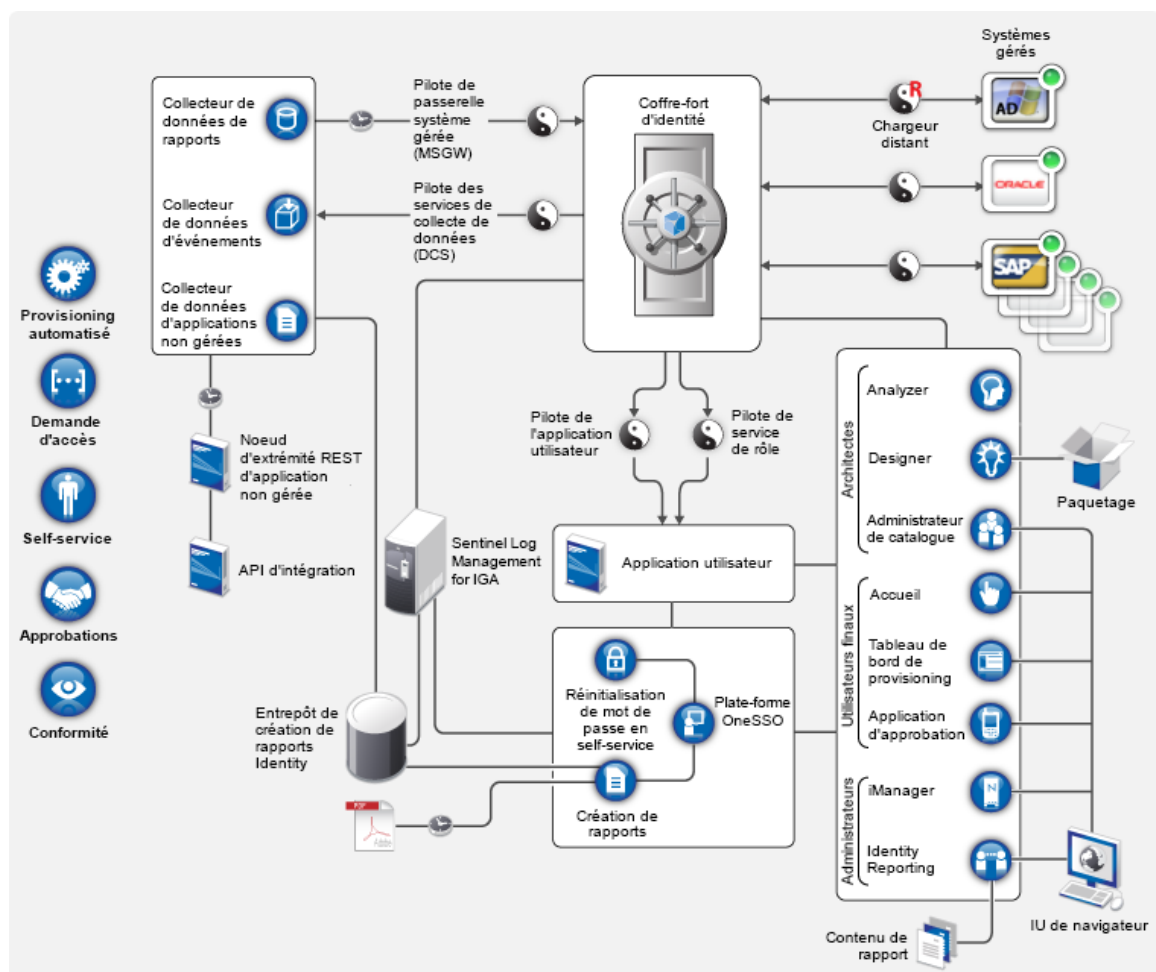 Systèmes
gérés
AD
R
Chargeur
distant
ORACLE
SAP
Coffre-fort
d'identité
Collecteur de
données de
rapports
Pilote de
passerelle
système
gérée
(MSGW)
Collecteur
de données
d'événements
Pilote des
services de
collecte de
données
(DCS)
Collecteur
de données
d'applications
non gérées
Provisioning
automatisé
Demande
d'accès
Self-service
Approbations
Conformité
Noeud
d'extrémité REST
d'application
non gérée
API d'intégration
Pilote de
l'application
utilisateur
Pilote de
service
de rôle
Sentinel Log
Management
for IGA
Application utilisateur
Réinitialisation
de mot de
passe en
self-service
Plate-forme
OneSSO
Création de
rapports
Entrepôt de
création de
rapports
Identity
PDF
Adobe
Architectes
Analyzer
Designer
Administrateur
de catalogue
Paquetage
Utilisateurs finaux
Accueil
Tableau de
bord de
provisioning
Application
d'approbation
Administrateurs
iManager
N
Identity
Reporting
IU de navigateur
Contenu de
rapport